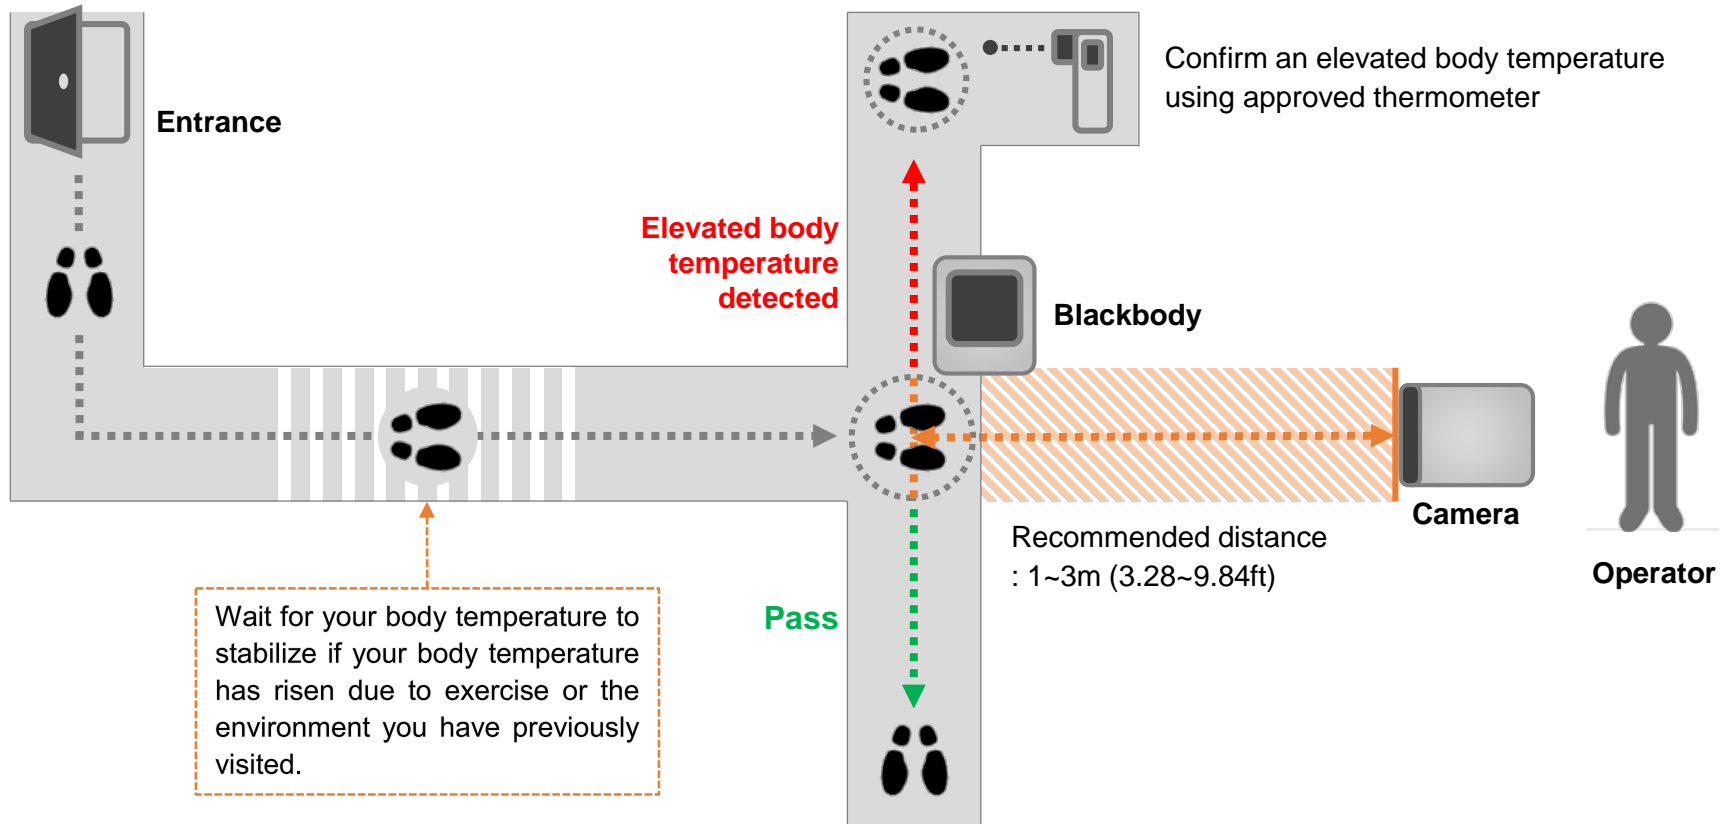 Entrance
Confirm an elevated body temperature
using approved thermometer
Elevated body
temperature
detected
Blackbody
Camera
Operator
Recommended distance
: 1~3m (3.28~9.84ft)
Pass
Wait for your body temperature to
stabilize if your body temperature
has risen due to exercise or the
environment you have previously
visited.